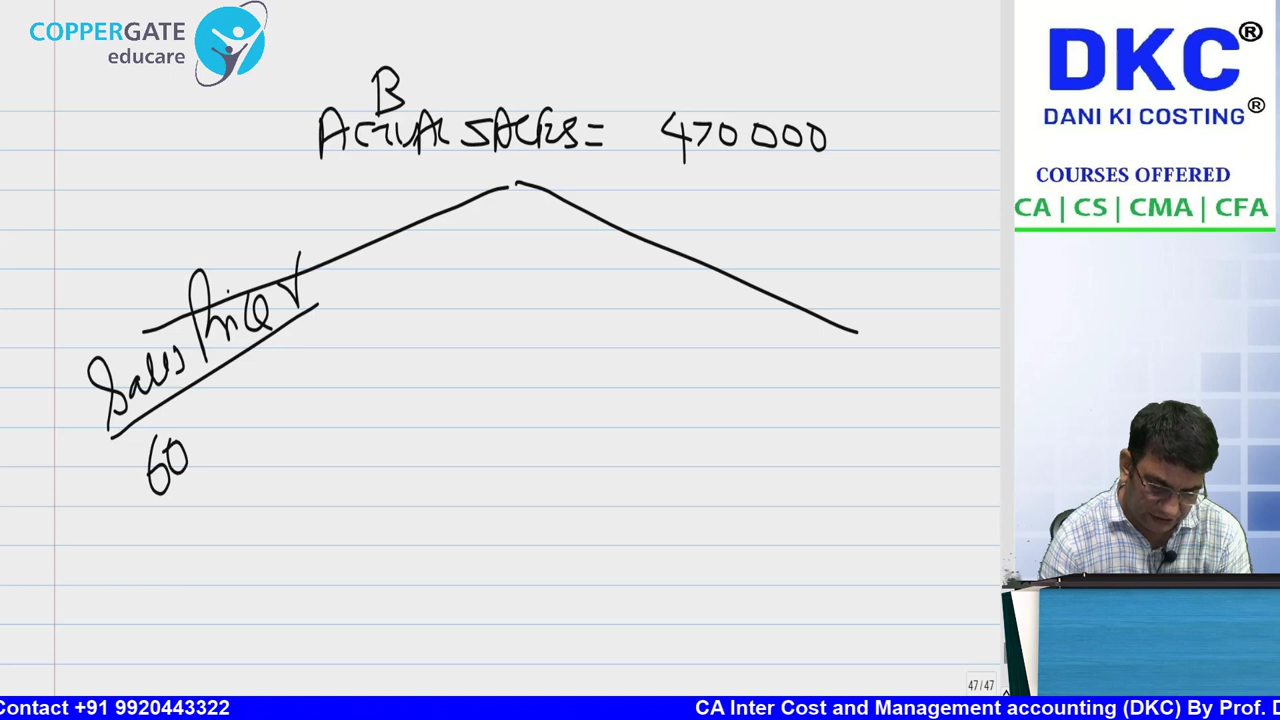 COPPERGATE
educare
B
ACTUAL SALES = 470000
Sales Price V
60
DKC®
DANI KI COSTING®
COURSES OFFERED
CA | CS | CMA | CFA
47/47
Contact +91 9920443322
CA Inter Cost and Management accounting (DKC) By Prof. D